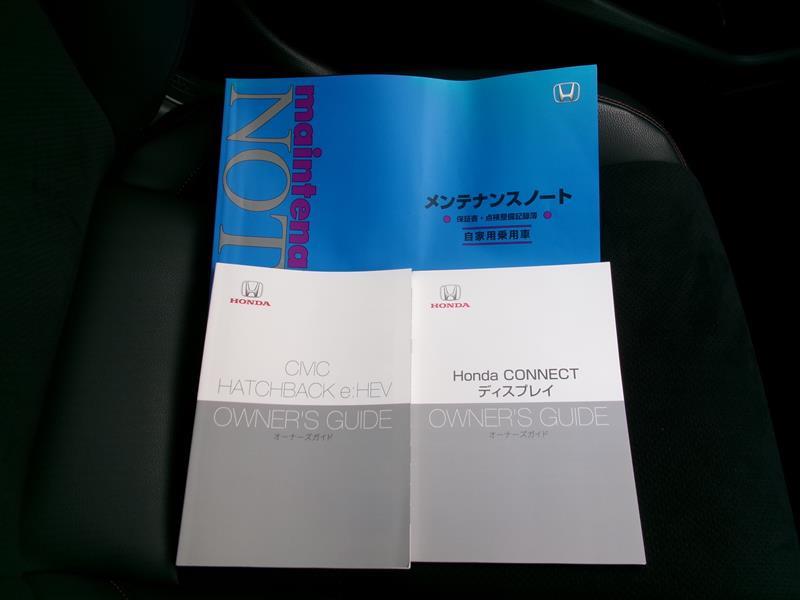 maintena
NOT
メンテナンスノート
保証書・点検整備記録簿
自家用乗用車
HONDA
CIVIC
HATCHBACK e:HEV
OWNER'S GUIDE
オーナーズガイド
HONDA
Honda CONNECT
ディスプレイ
OWNER'S GUIDE
オーナーズガイド